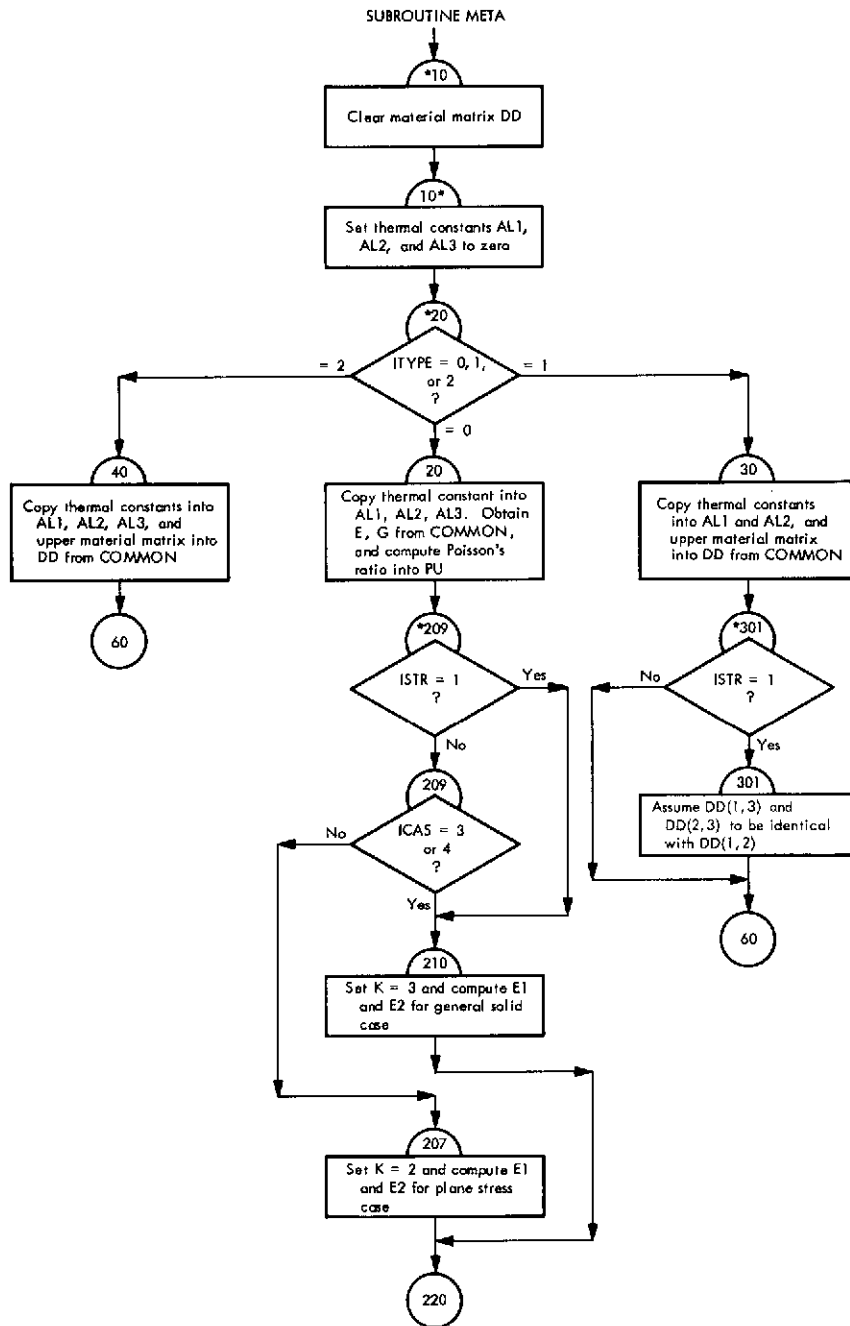 SUBROUTINE META
*10
Clear material matrix DD
10*
Set thermal constants AL1,
AL2, and AL3 to zero
*20
ITYPE = 0, 1,
or 2
?
= 2
= 1
= 0
40
Copy thermal constants into
AL1, AL2, AL3, and
upper material matrix into
DD from COMMON
60
20
Copy thermal constant into
AL1, AL2, AL3. Obtain
E, G from COMMON,
and compute Poisson's
ratio into PU
*209
ISTR = 1
?
Yes
No
209
ICAS = 3
or 4
?
No
Yes
210
Set K = 3 and compute E1
and E2 for general solid
case
207
Set K = 2 and compute E1
and E2 for plane stress
case
220
30
Copy thermal constants
into AL1 and AL2, and
upper material matrix
into DD from COMMON
*301
ISTR = 1
?
No
Yes
301
Assume DD(1,3) and
DD(2,3) to be identical
with DD(1,2)
60